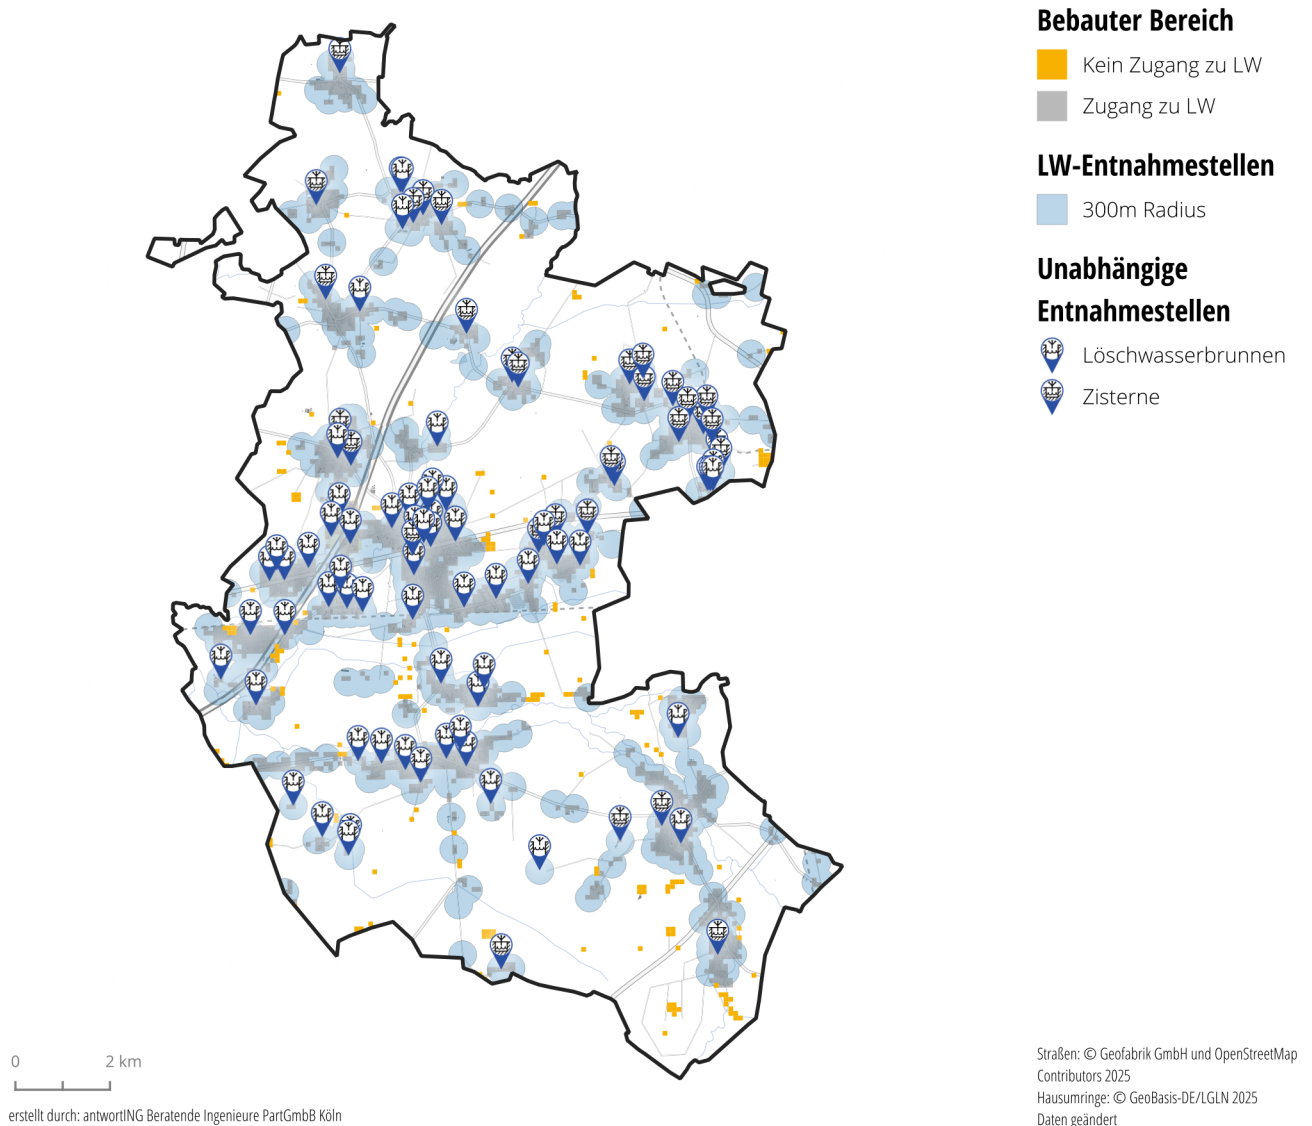 Bebauter Bereich
Kein Zugang zu LW
Zugang zu LW
LW-Entnahmestellen
300m Radius
Unabhängige
Entnahmestellen
Löschwasserbrunnen
Zisterne
0 2 km
erstellt durch: antwortING Beratende Ingenieure PartGmbB Köln
Straßen: © Geofabrik GmbH und OpenStreetMap
Contributors 2025
Hausumringe: © GeoBasis-DE/LGLN 2025
Daten geändert